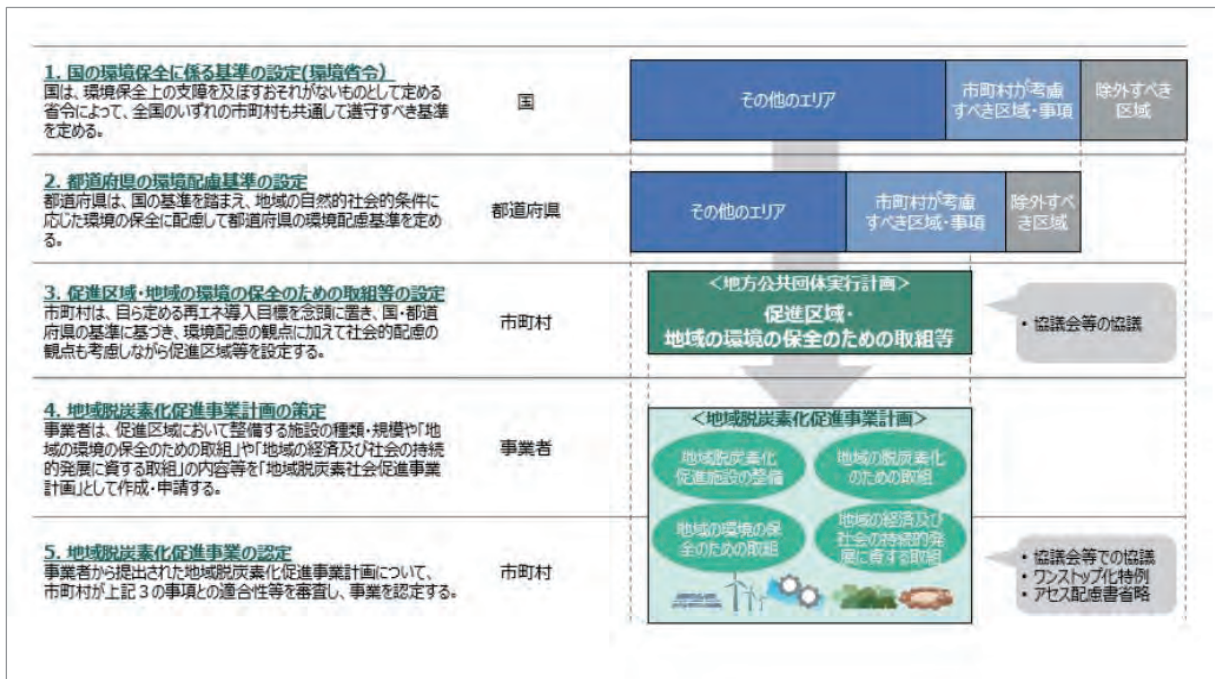 1. 国の環境保全に係る基準の設定(環境省令)
国は、環境保全上の支障を及ぼすおそれがないものとして定める
省令によって、全国のいずれの市町村も共通して遵守すべき基準
を定める。
国
その他のエリア
市町村が考慮
すべき区域・事項
除外すべき
区域
2. 都道府県の環境配慮基準の設定
都道府県は、国の基準を踏まえ、地域の自然的社会的条件に
応じた環境の保全に配慮して都道府県の環境配慮基準を定め
る。
都道府県
その他のエリア
市町村が考慮
すべき区域・事項
除外すべ
き区域
3. 促進区域・地域の環境の保全のための取組等の設定
市町村は、自ら定める再エネ導入目標を念頭に置き、国・都道
府県の基準に基づき、環境配慮の観点に加えて社会的配慮の
観点も考慮しながら促進区域等を設定する。
市町村
<地方公共団体実行計画>
促進区域・
地域の環境の保全のための取組等
・ 協議会等の協議
4. 地域脱炭素化促進事業計画の策定
事業者は、促進区域において整備する施設の種類・規模や「地
域の環境の保全のための取組」や「地域の経済及び社会の持続
的発展に資する取組」の内容等を「地域脱炭素社会促進事業
計画」として作成・申請する。
事業者
<地域脱炭素化促進事業計画>
地域脱炭素化
促進施設の整備
地域の脱炭素化
のための取組
地域の環境の保
全のための取組
地域の経済及び
社会の持続的発
展に資する取組
5. 地域脱炭素化促進事業の認定
事業者から提出された地域脱炭素化促進事業計画について、
市町村が上記3の事項との適合性等を審査し、事業を認定する。
市町村
・ 協議会等での協議
・ ワンストップ化特例
・ アセス配慮書省略